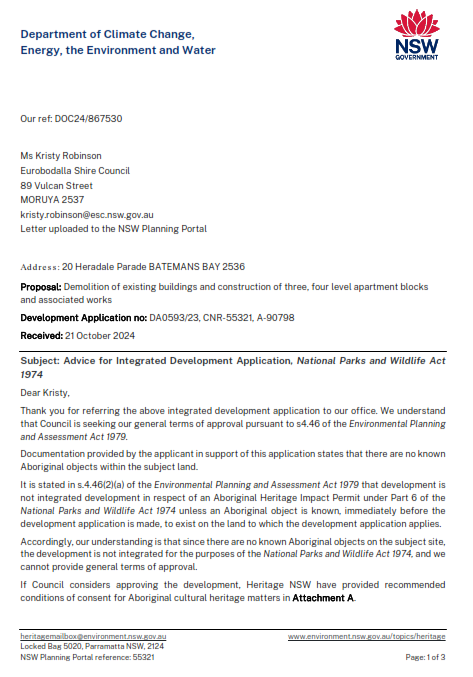 Department of Climate Change,
Energy, the Environment and Water
NSW
GOVERNMENT
Our ref: DOC24/867530
Ms Kristy Robinson
Eurobodalla Shire Council
89 Vulcan Street
MORUYA 2537
kristy.robinson@esc.nsw.gov.au
Letter uploaded to the NSW Planning Portal
Address: 20 Heradale Parade BATEMANS BAY 2536
Proposal: Demolition of existing buildings and construction of three, four level apartment blocks
and associated works
Development Application no: DA0593/23, CNR-55321, A-90798
Received: 21 October 2024
Subject: Advice for Integrated Development Application, National Parks and Wildlife Act
1974
Dear Kristy,
Thank you for referring the above integrated development application to our office. We understand
that Council is seeking our general terms of approval pursuant to s4.46 of the Environmental Planning
and Assessment Act 1979.
Documentation provided by the applicant in support of this application states that there are no known
Aboriginal objects within the subject land.
It is stated in s.4.46(2)(a) of the Environmental Planning and Assessment Act 1979 that development is
not integrated development in respect of an Aboriginal Heritage Impact Permit under Part 6 of the
National Parks and Wildlife Act 1974 unless an Aboriginal object is known, immediately before the
development application is made, to exist on the land to which the development application applies.
Accordingly, our understanding is that since there are no known Aboriginal objects on the subject site,
the development is not integrated for the purposes of the National Parks and Wildlife Act 1974, and we
cannot provide general terms of approval.
If Council considers approving the development, Heritage NSW have provided recommended
conditions of consent for Aboriginal cultural heritage matters in Attachment A.
heritagemailbox@environment.nsw.gov.au www.environment.nsw.gov.au/topics/heritage
Locked Bag 5020, Parramatta NSW, 2124
NSW Planning Portal reference: 55321 Page: 1 of 3